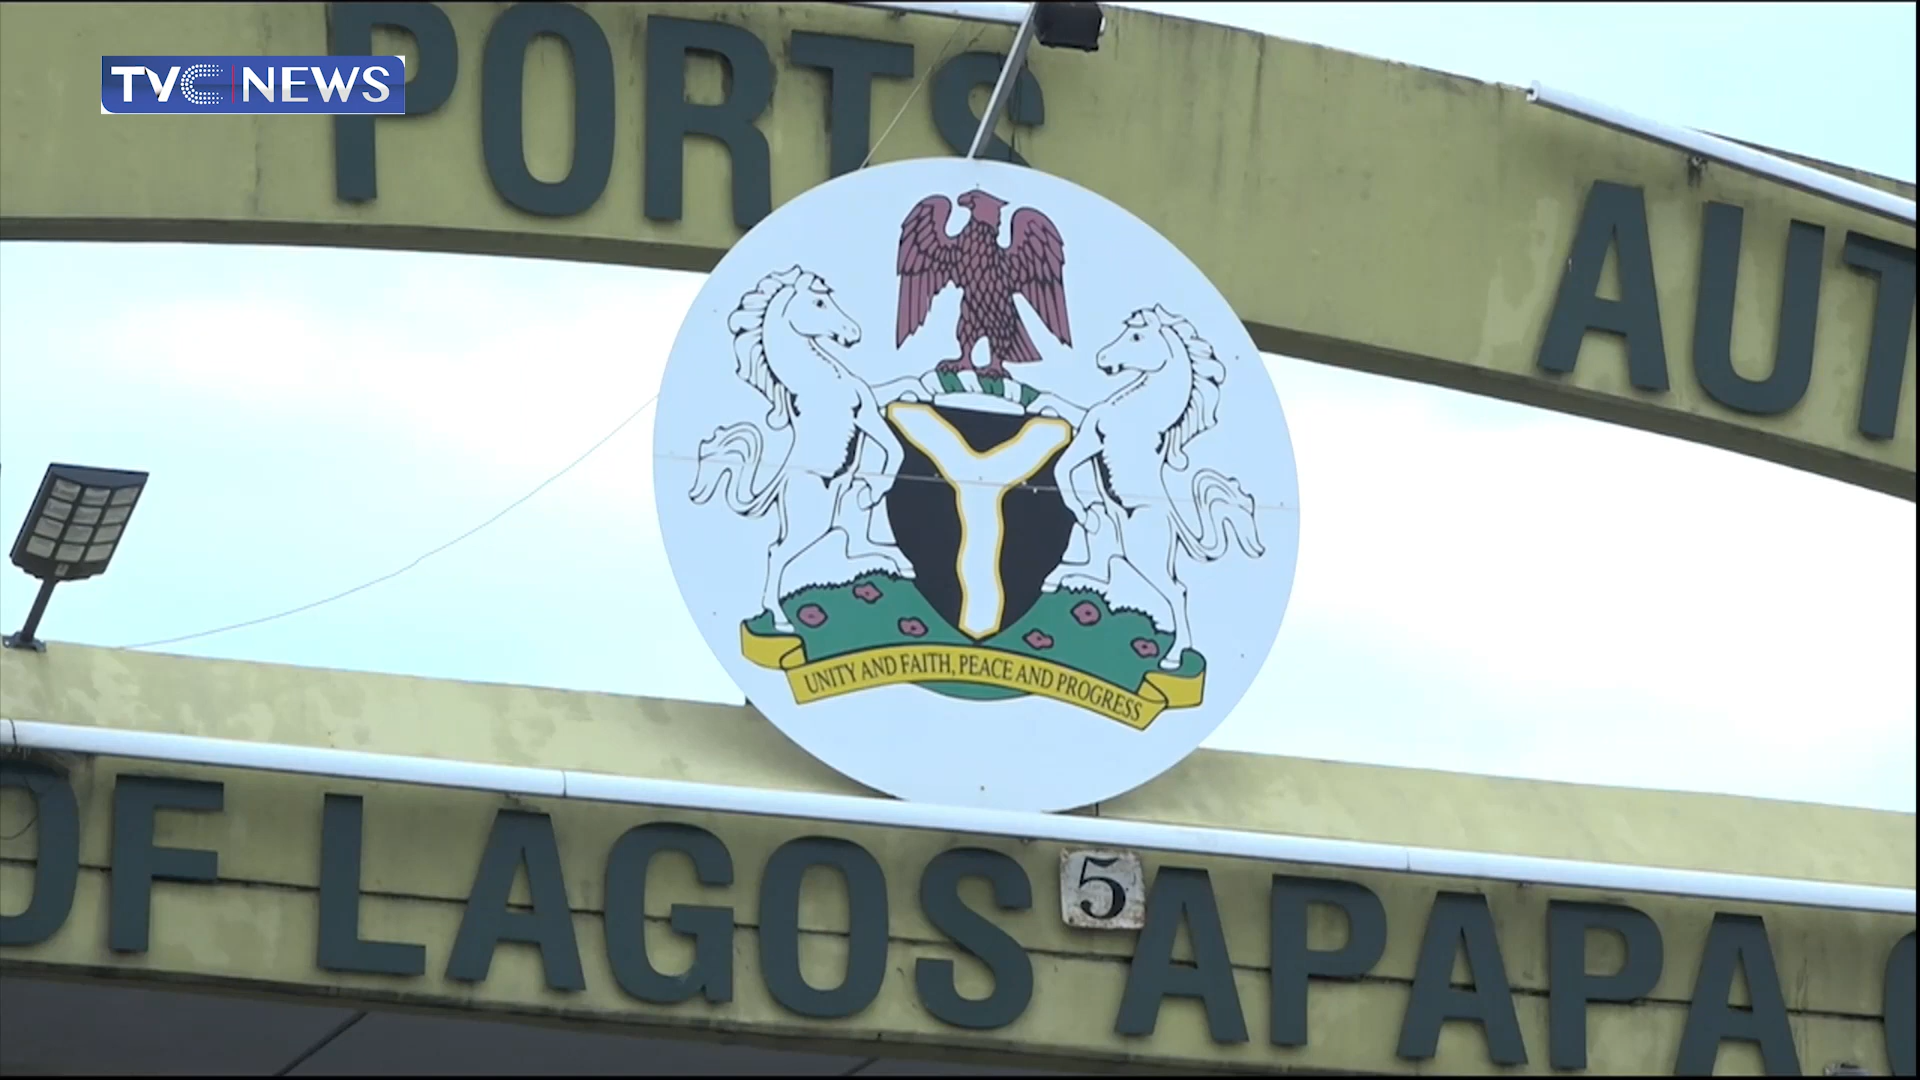 TVC NEWS
PORTS AUT
UNITY AND FAITH, PEACE AND PROGRESS
5
OF LAGOS APAPA